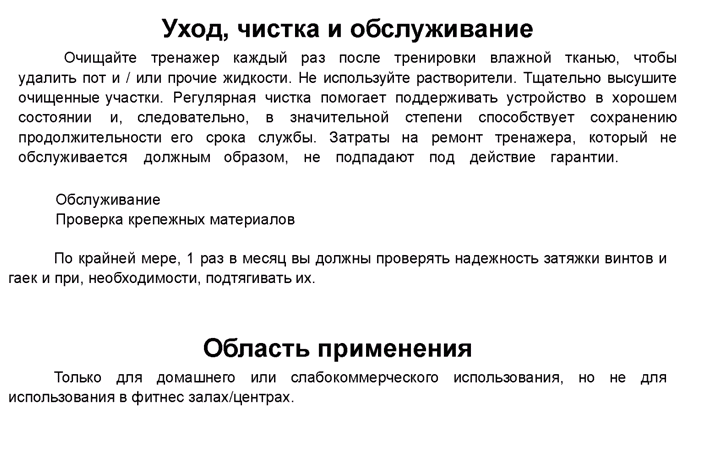 Уход, чистка и обслуживание
Очищайте тренажер каждый раз после тренировки влажной тканью, чтобы
удалить пот и / или прочие жидкости. Не используйте растворители. Тщательно высушите
очищенные участки. Регулярная чистка помогает поддерживать устройство в хорошем
состоянии и, следовательно, в значительной степени способствует сохранению
продолжительности его срока службы. Затраты на ремонт тренажера, который не
обслуживается должным образом, не подпадают под действие гарантии.
Обслуживание
Проверка крепежных материалов
По крайней мере, 1 раз в месяц вы должны проверять надежность затяжки винтов и
гаек и при, необходимости, подтягивать их.
Область применения
Только для домашнего или слабокоммерческого использования, но не для
использования в фитнес залах/центрах.